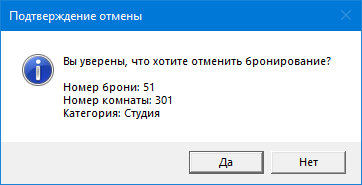 Подтверждение отмены
Вы уверены, что хотите отменить бронирование?
Номер брони: 51
Номер комнаты: 301
Категория: Студия
Да
Нет